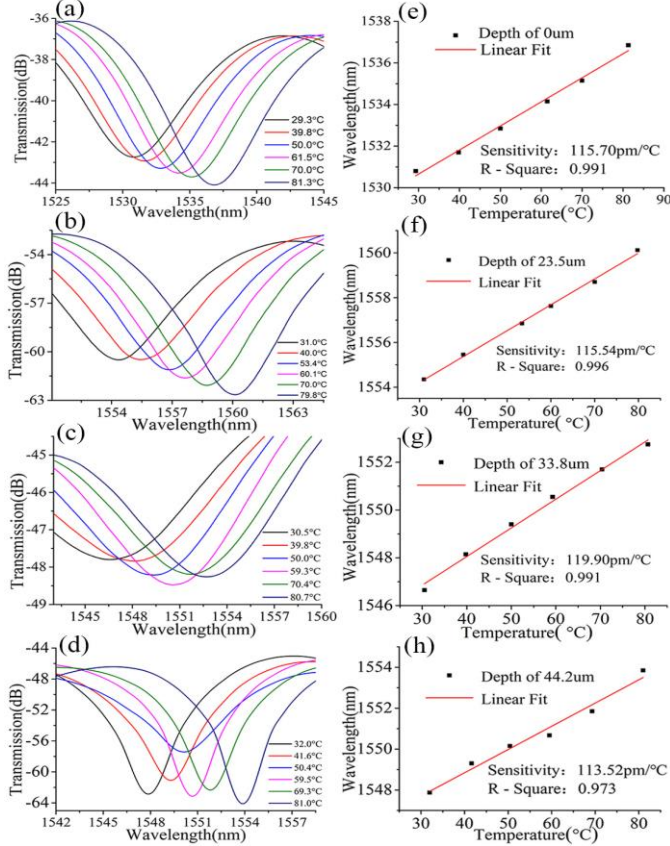 (a)
-36
-38
-40
-42
-44
Transmission(dB)
29.3°C
39.8°C
50.0°C
61.5°C
70.0°C
81.3°C
1525 1530 1535 1540 1545
Wavelength(nm)
(e)
1538
1536
1534
1532
1530
Wavelength(nm)
Depth of 0um
Linear Fit
Sensitivity: 115.70pm/°C
R - Square: 0.991
30 40 50 60 70 80 90
Temperature(°C)
(b)
-54
-57
-60
-63
Transmission(dB)
31.0°C
40.0°C
53.4°C
60.1°C
70.0°C
79.8°C
1554 1557 1560 1563
Wavelength(nm)
(f)
1560
1558
1556
1554
Wavelength(nm)
Depth of 23.5um
Linear Fit
Sensitivity: 115.54pm/°C
R - Square: 0.996
30 40 50 60 70 80
Temperature(°C)
(c)
-45
-46
-47
-48
-49
Transmission(dB)
30.5°C
39.8°C
50.0°C
59.3°C
70.4°C
80.7°C
1545 1548 1551 1554 1557 1560
Wavelength(nm)
(g)
1552
1550
1548
1546
Wavelength(nm)
Depth of 33.8um
Linear Fit
Sensitivity: 119.90pm/°C
R - Square: 0.991
30 40 50 60 70 80
Temperature(°C)
(d)
-44
-48
-52
-56
-60
-64
Transmission(dB)
32.0°C
41.6°C
50.4°C
59.5°C
69.3°C
81.0°C
1542 1545 1548 1551 1554 1557
Wavelength(nm)
(h)
1554
1552
1550
1548
Wavelength(nm)
Depth of 44.2um
Linear Fit
Sensitivity: 113.52pm/°C
R - Square: 0.973
30 40 50 60 70 80
Temperature(°C)